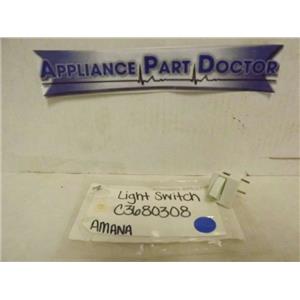 APPLIANCE PART DOCTOR
Light Switch
C3680308
AMANA